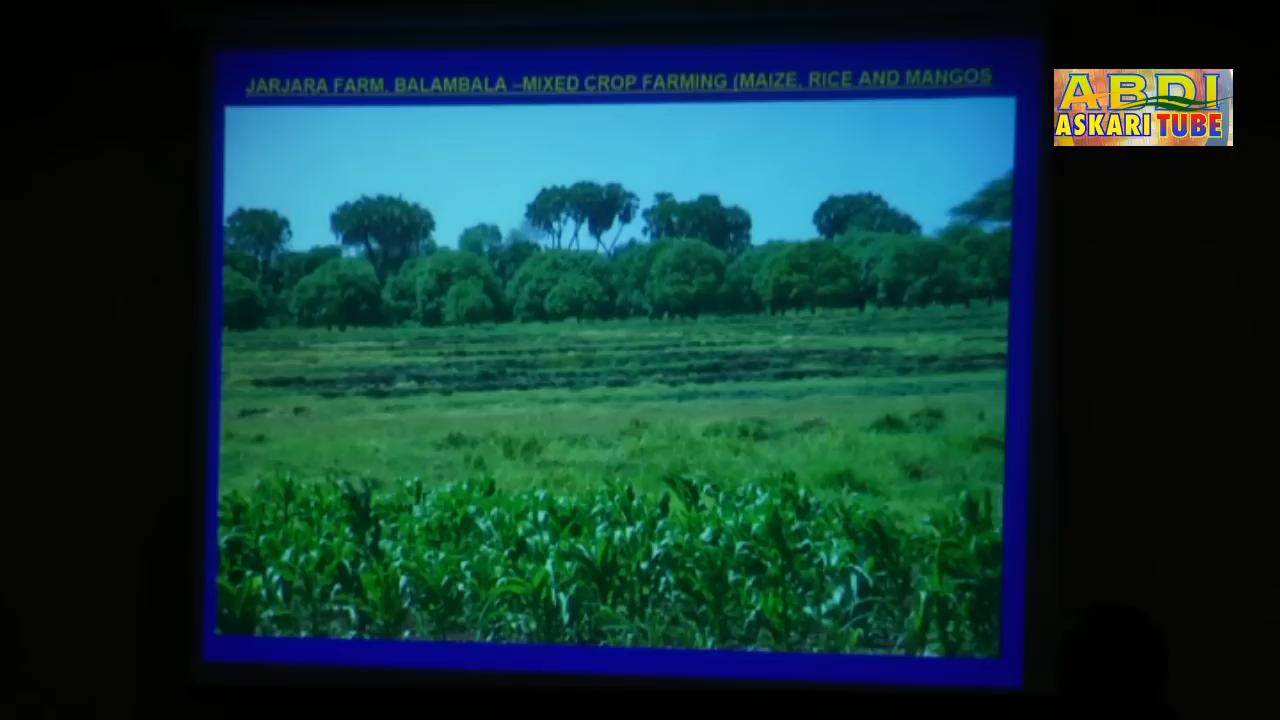 JARJARA FARM, BALAMBALA –MIXED CROP FARMING (MAIZE, RICE AND MANGOS
ABDI
ASKARI TUBE